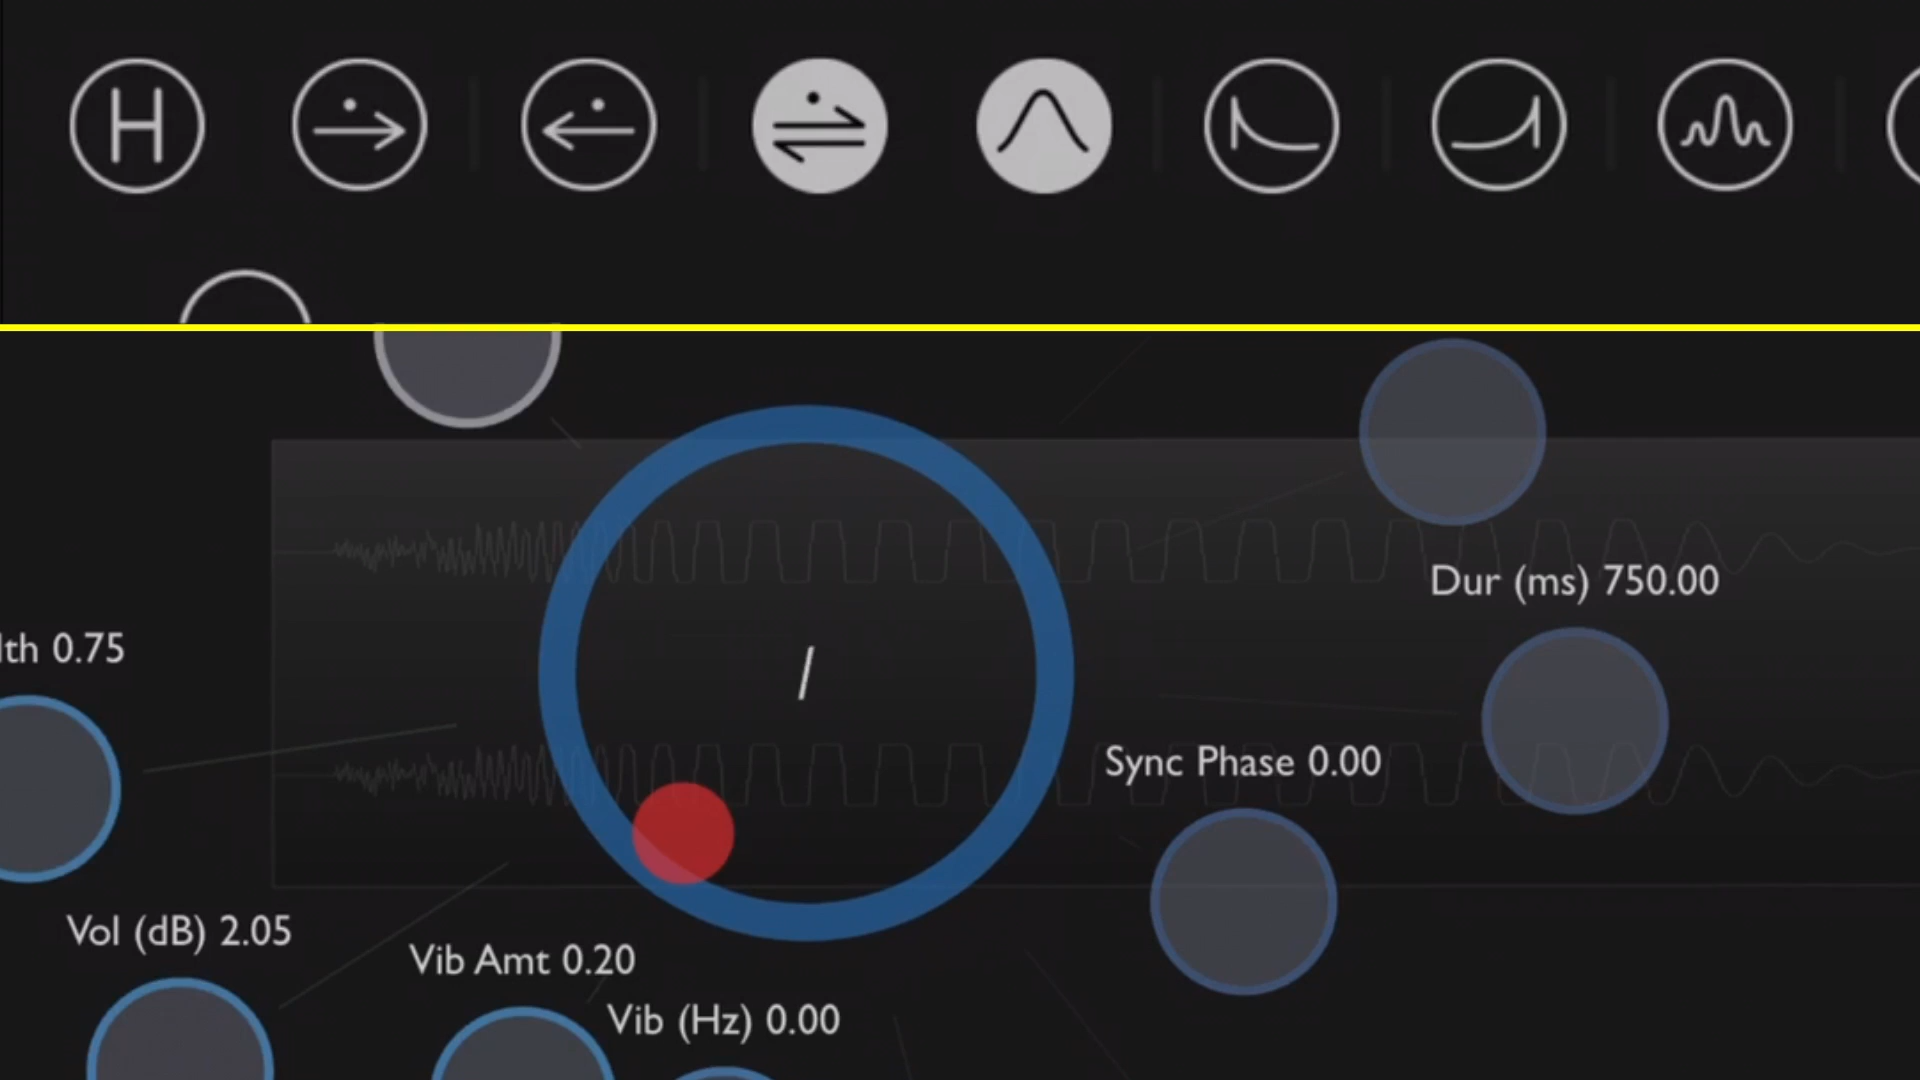 H
/
Dur (ms) 750.00
lth 0.75
Sync Phase 0.00
Vol (dB) 2.05
Vib Amt 0.20
Vib (Hz) 0.00